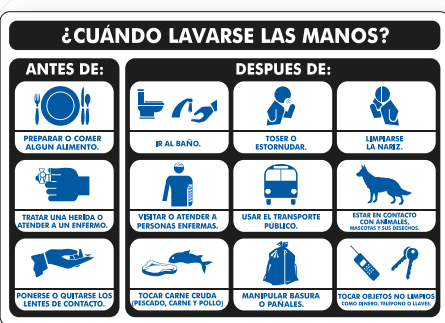 ¿CUÁNDO LAVARSE LAS MANOS?
ANTES DE:
DESPUES DE:
PREPARAR O COMER
ALGUN ALIMENTO.
IR AL BAÑO.
TOSER O
ESTORNUDAR.
LIMPIARSE
LA NARIZ.
TRATAR UNA HERIDA O
ATENDER A UN ENFERMO.
VISITAR O ATENDER A
PERSONAS ENFERMAS.
USAR EL TRANSPORTE
PUBLICO.
ESTAR EN CONTACTO
CON ANIMALES,
MASCOTAS Y SUS DESECHOS.
PONERSE O QUITARSE LOS
LENTES DE CONTACTO.
TOCAR CARNE CRUDA
(PESCADO, CARNE Y POLLO)
MANIPULAR BASURA
O PAÑALES.
TOCAR OBJETOS NO LIMPIOS
COMO DINERO, TELEFONO O LLAVES.